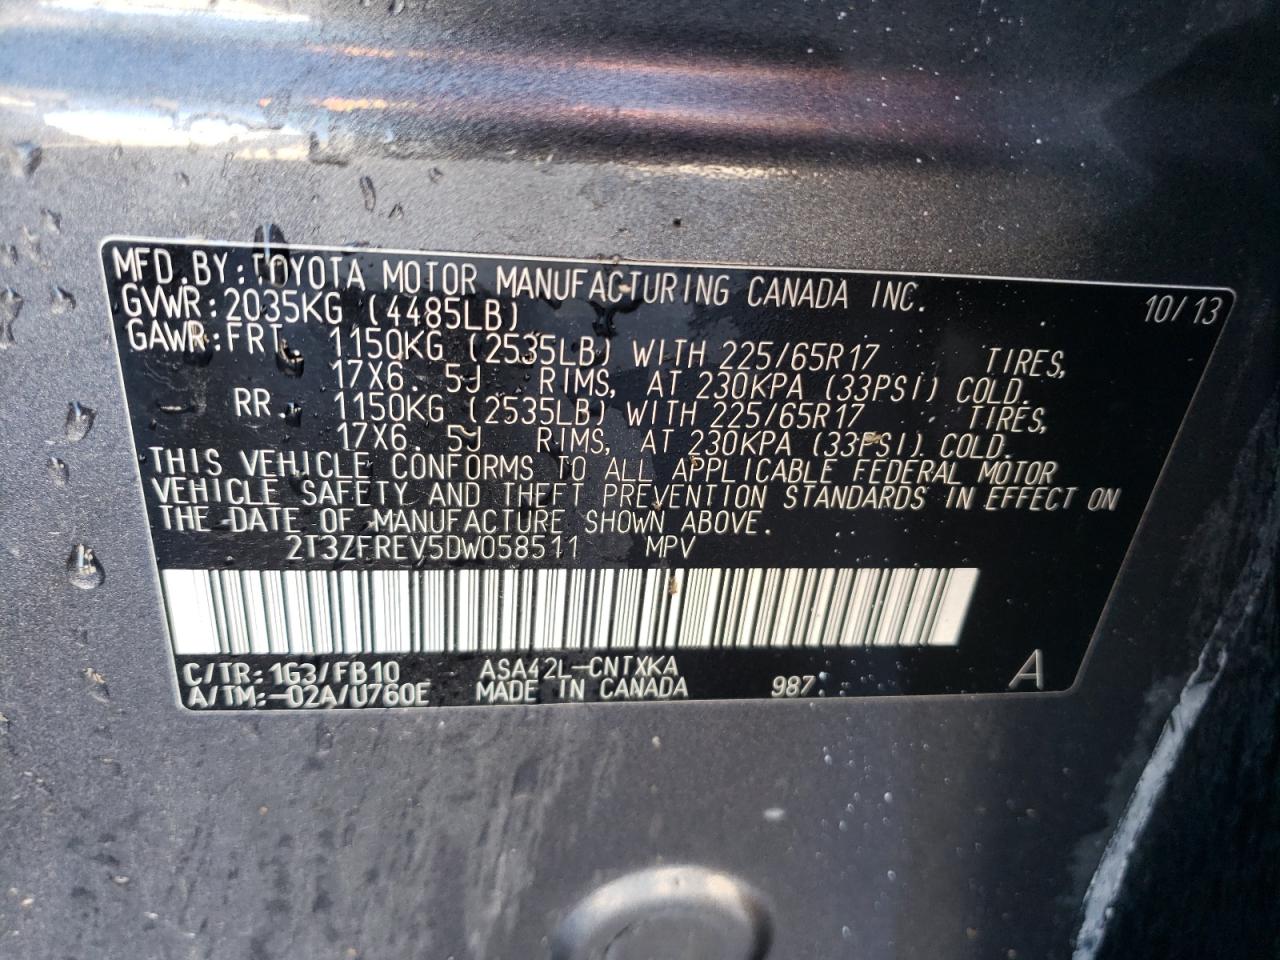 MFD. BY: TOYOTA MOTOR MANUFACTURING CANADA INC. 10/13
GVWR: 2035KG (4485LB)
GAWR: FRT. 1150KG (2535LB) WITH 225/65R17 TIRES,
17X6. 5J RIMS, AT 230KPA (33PSI) COLD.
RR. 1150KG (2535LB) WITH 225/65R17 TIRES,
17X6. 5J RIMS, AT 230KPA (33PSI) COLD.
THIS VEHICLE CONFORMS TO ALL APPLICABLE FEDERAL MOTOR
VEHICLE SAFETY AND THEFT PREVENTION STANDARDS IN EFFECT ON
THE DATE OF MANUFACTURE SHOWN ABOVE.
2T3ZFREV5DW058511 MPV
C/TR: 1G3/FB10 ASA42L-CNTXKA
A/TM: -02A/U760E MADE IN CANADA 987: A